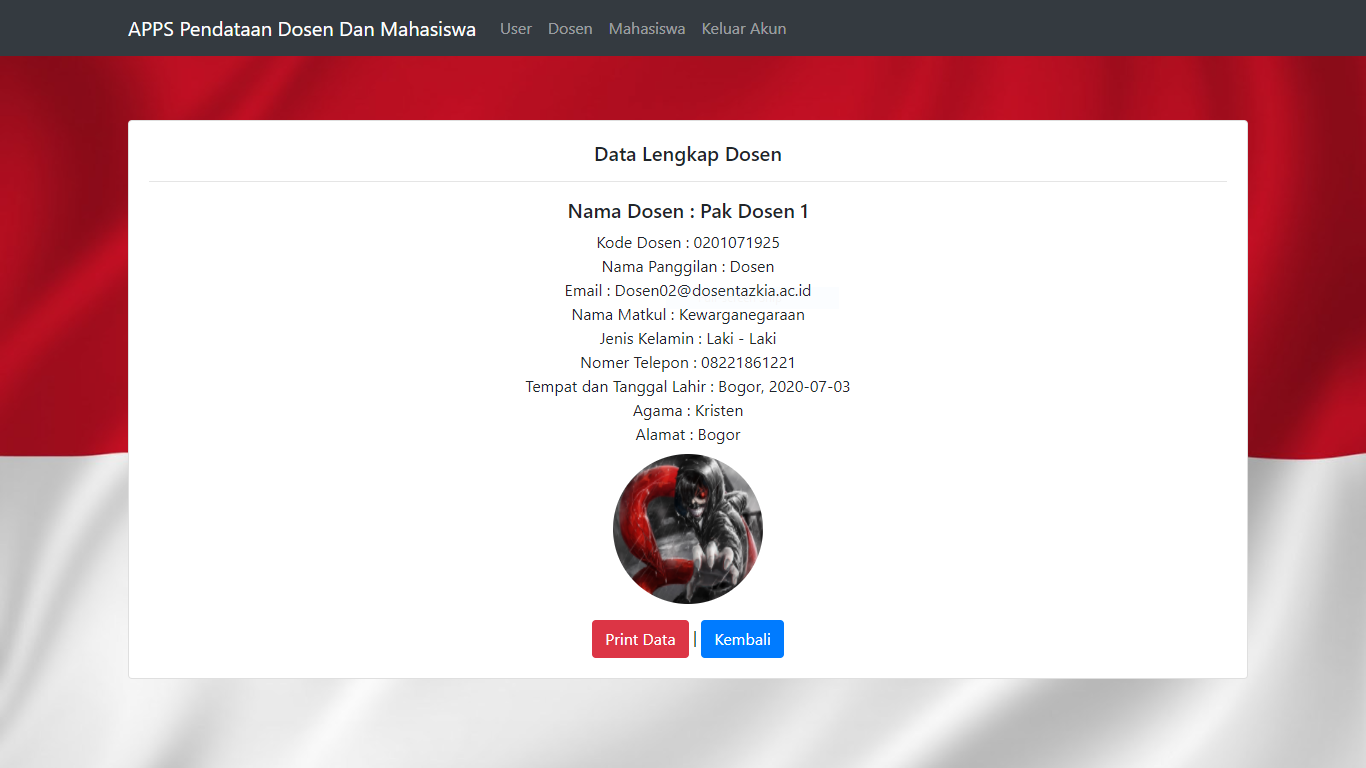 APPS Pendataan Dosen Dan Mahasiswa User Dosen Mahasiswa Keluar Akun
Data Lengkap Dosen
Nama Dosen : Pak Dosen 1
Kode Dosen : 0201071925
Nama Panggilan : Dosen
Email : Dosen02@dosentazkia.ac.id
Nama Matkul : Kewarganegaraan
Jenis Kelamin : Laki - Laki
Nomer Telepon : 08221861221
Tempat dan Tanggal Lahir : Bogor, 2020-07-03
Agama : Kristen
Alamat : Bogor
Print Data | Kembali